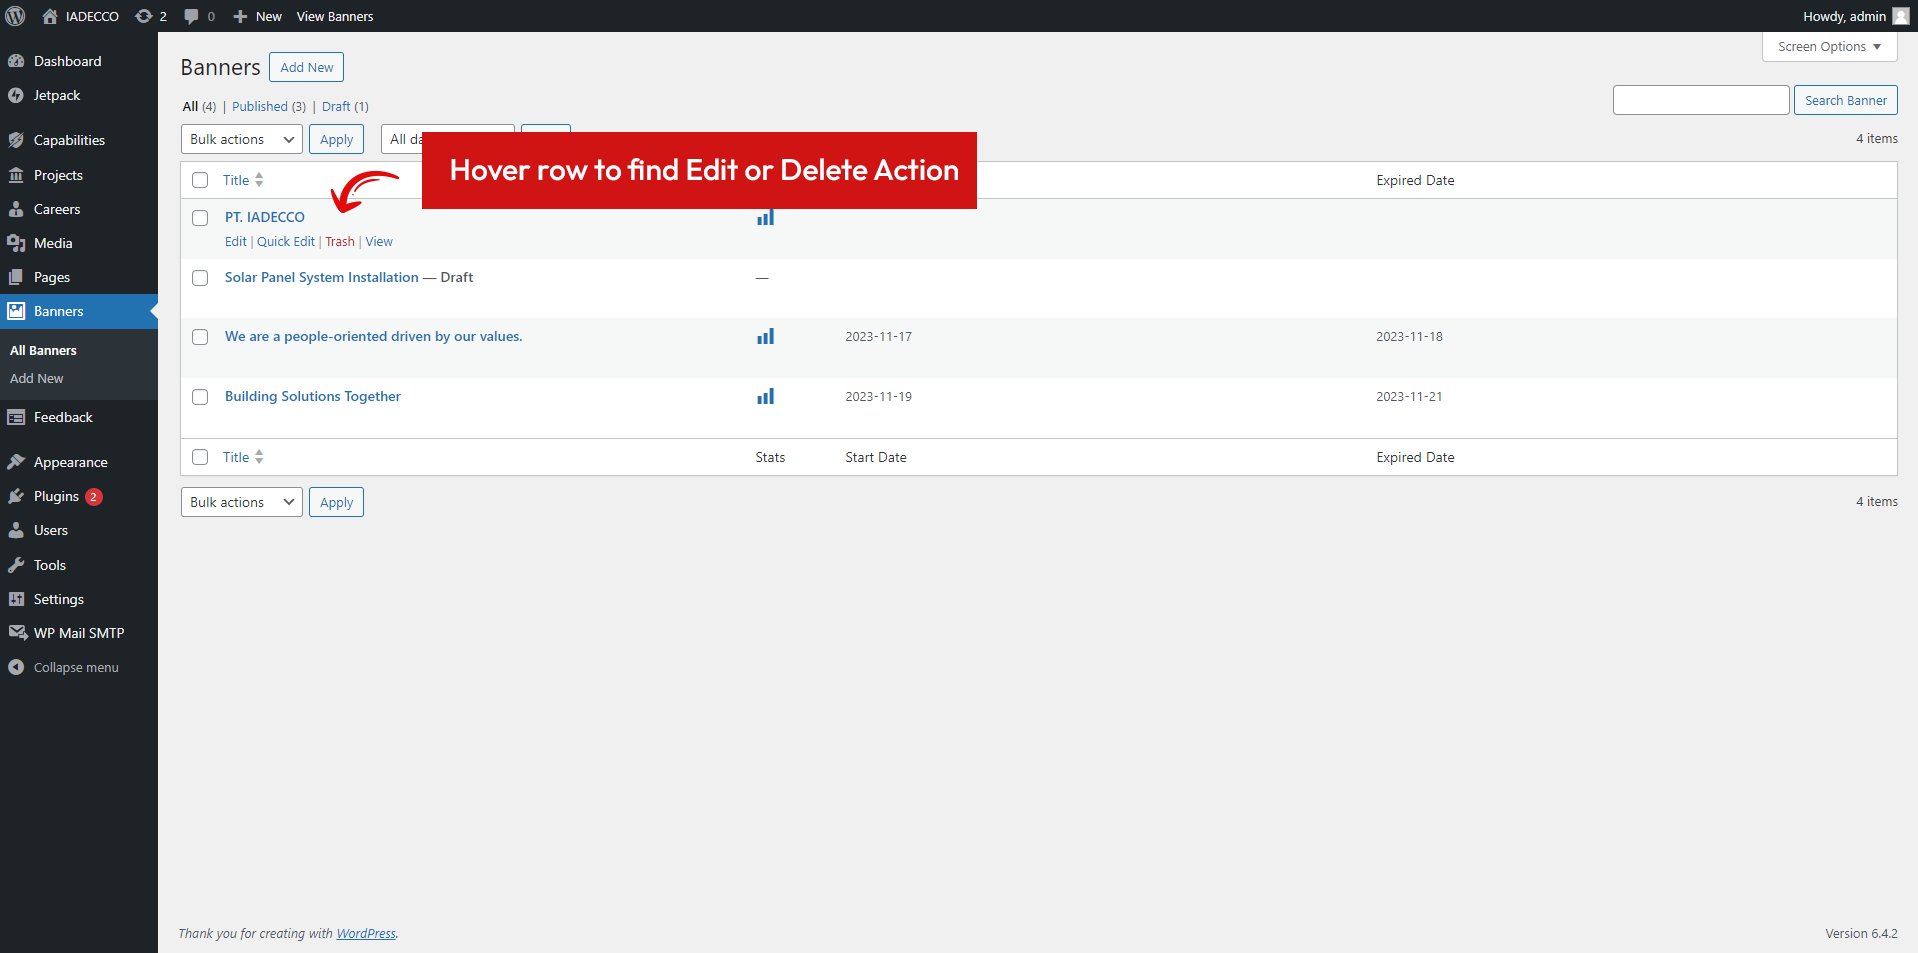 IADECCO 2 0 New View Banners Howdy, admin
Screen Options
Dashboard
Jetpack
Capabilities
Projects
Careers
Media
Pages
Banners
All Banners
Add New
Feedback
Appearance
Plugins 2
Users
Tools
Settings
WP Mail SMTP
Collapse menu
Banners Add New
All (4) | Published (3) | Draft (1)
Search Banner
Bulk actions Apply All da 4 items
Hover row to find Edit or Delete Action
Title Expired Date
PT. IADECCO
Edit | Quick Edit | Trash | View
Solar Panel System Installation — Draft —
We are a people-oriented driven by our values. 2023-11-17 2023-11-18
Building Solutions Together 2023-11-19 2023-11-21
Title Stats Start Date Expired Date
Bulk actions Apply 4 items
Thank you for creating with WordPress. Version 6.4.2